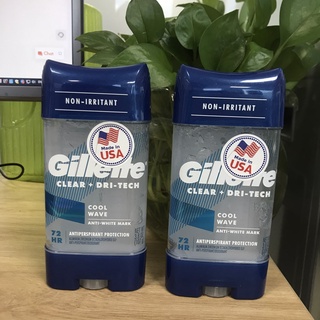 NON-IRRITANT
Made in
USA
Gillette
CLEAR + DRI-TECH
COOL
WAVE
ANTI-WHITE MARK
72
HR
ANTIPERSPIRANT PROTECTION
NON-IRRITANT
Made in
USA
Gillette
CLEAR + DRI-TECH
COOL
WAVE
ANTI-WHITE MARK
72
HR
ANTIPERSPIRANT PROTECTION